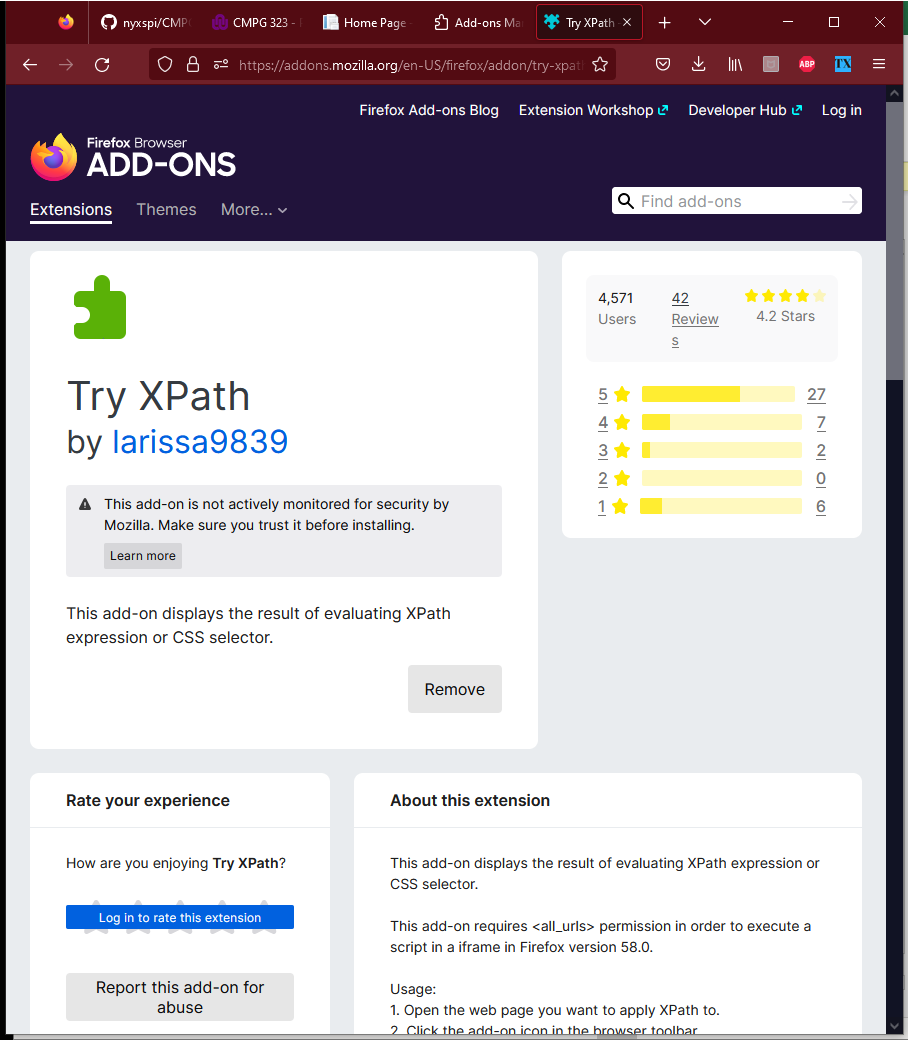 nyxspi/CMPG
CMPG 323 -
Home Page
Add-ons Ma
Try XPath
https://addons.mozilla.org/en-US/firefox/addon/try-xpath
ABP
TX
Firefox Add-ons Blog
Extension Workshop
Developer Hub
Log in
Firefox Browser
ADD-ONS
Extensions
Themes
More...
Find add-ons
Try XPath
by larissa9839
This add-on is not actively monitored for security by
Mozilla. Make sure you trust it before installing.
Learn more
This add-on displays the result of evaluating XPath
expression or CSS selector.
Remove
4,571
Users
42
Review
s
4.2 Stars
5 27
4 7
3 2
2 0
1 6
Rate your experience
How are you enjoying Try XPath?
Log in to rate this extension
Report this add-on for
abuse
About this extension
This add-on displays the result of evaluating XPath expression or
CSS selector.
This add-on requires <all_urls> permission in order to execute a
script in a iframe in Firefox version 58.0.
Usage:
1. Open the web page you want to apply XPath to.
2. Click the add-on icon in the browser toolbar